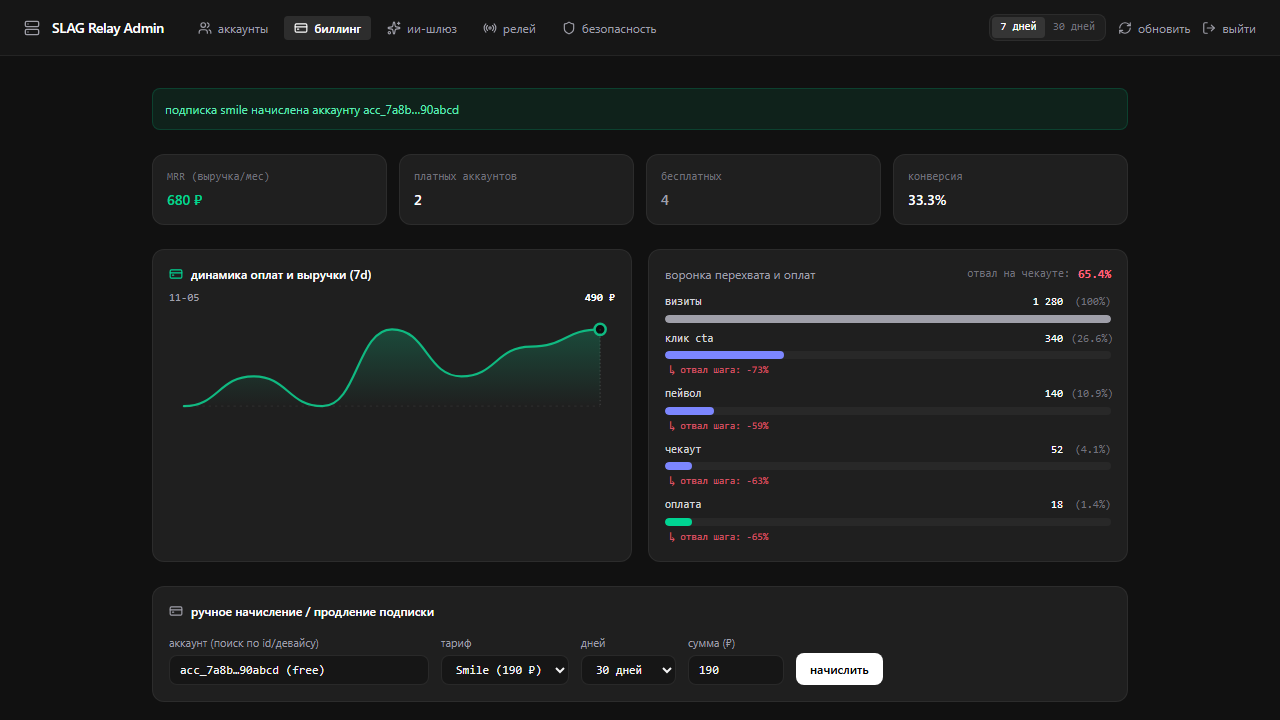 SLAG Relay Admin
аккаунты
биллинг
ии-шлюз
релей
безопасность
7 дней
30 дней
обновить
выйти
подписка smile начислена аккаунту acc_7a8b…90abcd
MRR (выручка/мес)
680 ₽
платных аккаунтов
2
бесплатных
4
конверсия
33.3%
динамика оплат и выручки (7d)
11-05
490 ₽
воронка перехвата и оплат
отвал на чекауте: 65.4%
визиты
1 280 (100%)
клик cta
340 (26.6%)
↳ отвал шага: -73%
пейвол
140 (10.9%)
↳ отвал шага: -59%
чекаут
52 (4.1%)
↳ отвал шага: -63%
оплата
18 (1.4%)
↳ отвал шага: -65%
ручное начисление / продление подписки
аккаунт (поиск по id/девайсу)
acc_7a8b…90abcd (free)
тариф
Smile (190 ₽)
дней
30 дней
сумма (₽)
190
начислить